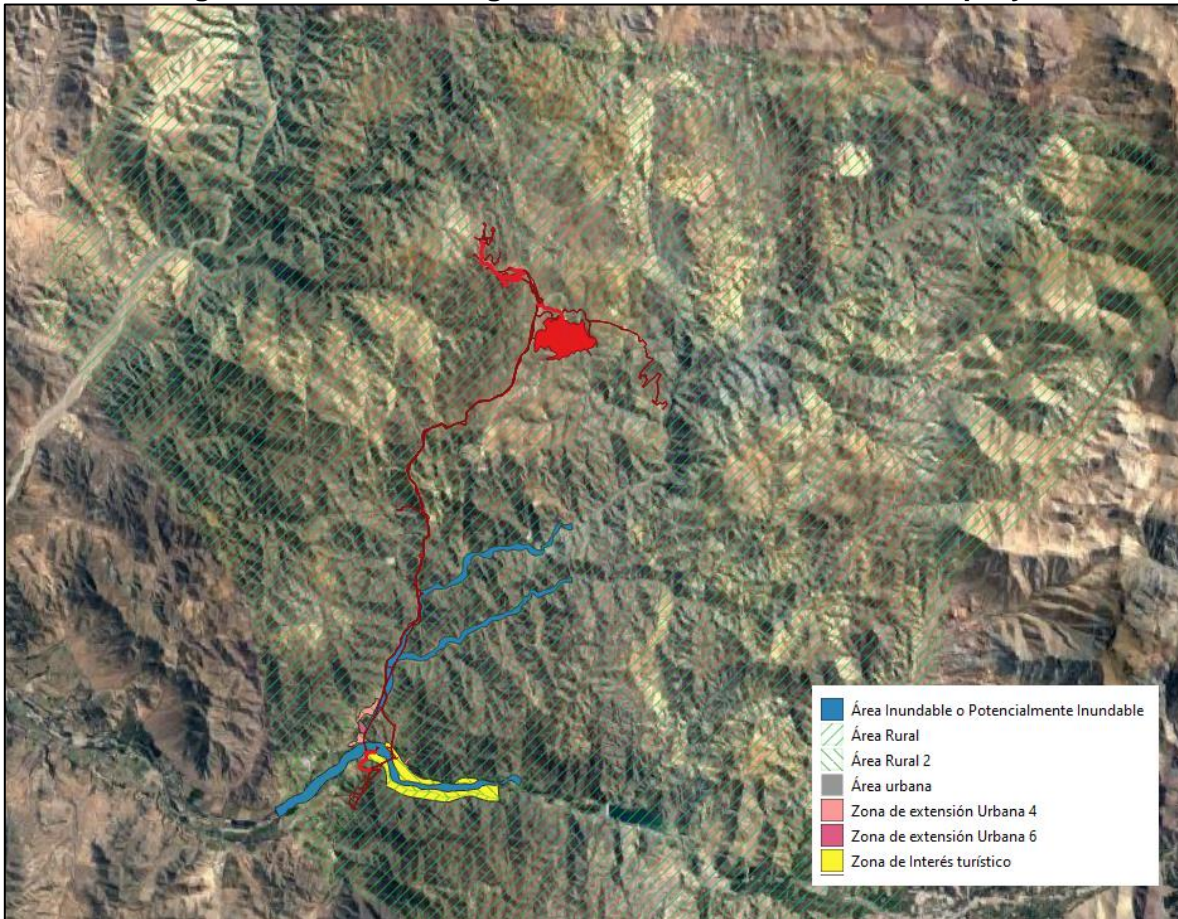 Área Inundable o Potencialmente Inundable
Área Rural
Área Rural 2
Área urbana
Zona de extensión Urbana 4
Zona de extensión Urbana 6
Zona de Interés turístico